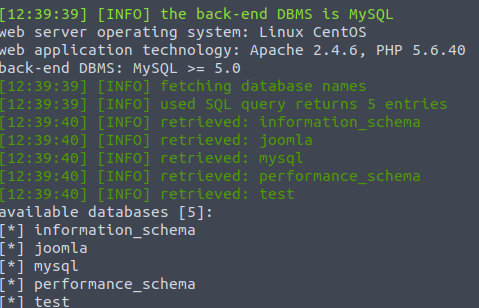 [12:39:39] [INFO] the back-end DBMS is MySQL
web server operating system: Linux CentOS
web application technology: Apache 2.4.6, PHP 5.6.40
back-end DBMS: MySQL >= 5.0
[12:39:39] [INFO] fetching database names
[12:39:39] [INFO] used SQL query returns 5 entries
[12:39:40] [INFO] retrieved: information_schema
[12:39:40] [INFO] retrieved: joomla
[12:39:40] [INFO] retrieved: mysql
[12:39:40] [INFO] retrieved: performance_schema
[12:39:40] [INFO] retrieved: test
available databases [5]:
[*] information_schema
[*] joomla
[*] mysql
[*] performance_schema
[*] test